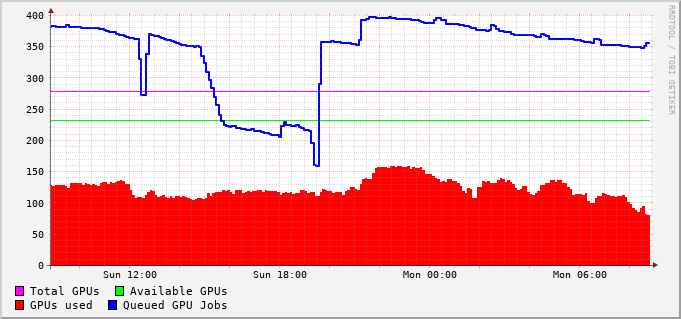 400
350
300
250
200
150
100
50
0
Sun 12:00 Sun 18:00 Mon 00:00 Mon 06:00
Total GPUs Available GPUs
GPUs used Queued GPU Jobs
RRDTOOL / TOBI OETIKER